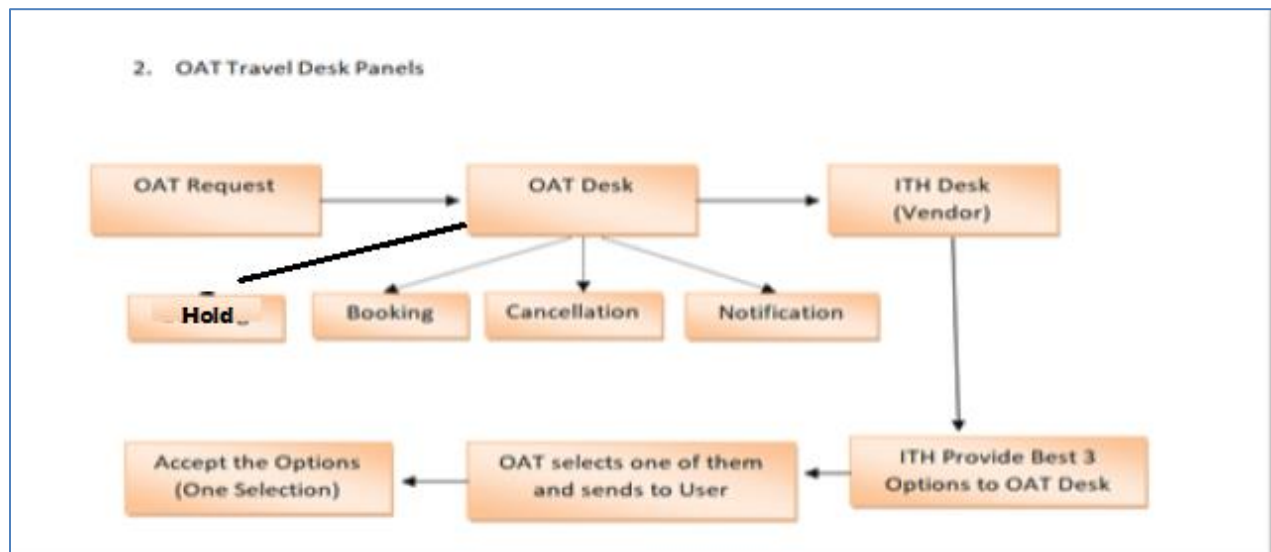 2. OAT Travel Desk Panels
OAT Request
OAT Desk
ITH Desk
(Vendor)
Hold
Booking
Cancellation
Notification
Accept the Options
(One Selection)
OAT selects one of them
and sends to User
ITH Provide Best 3
Options to OAT Desk